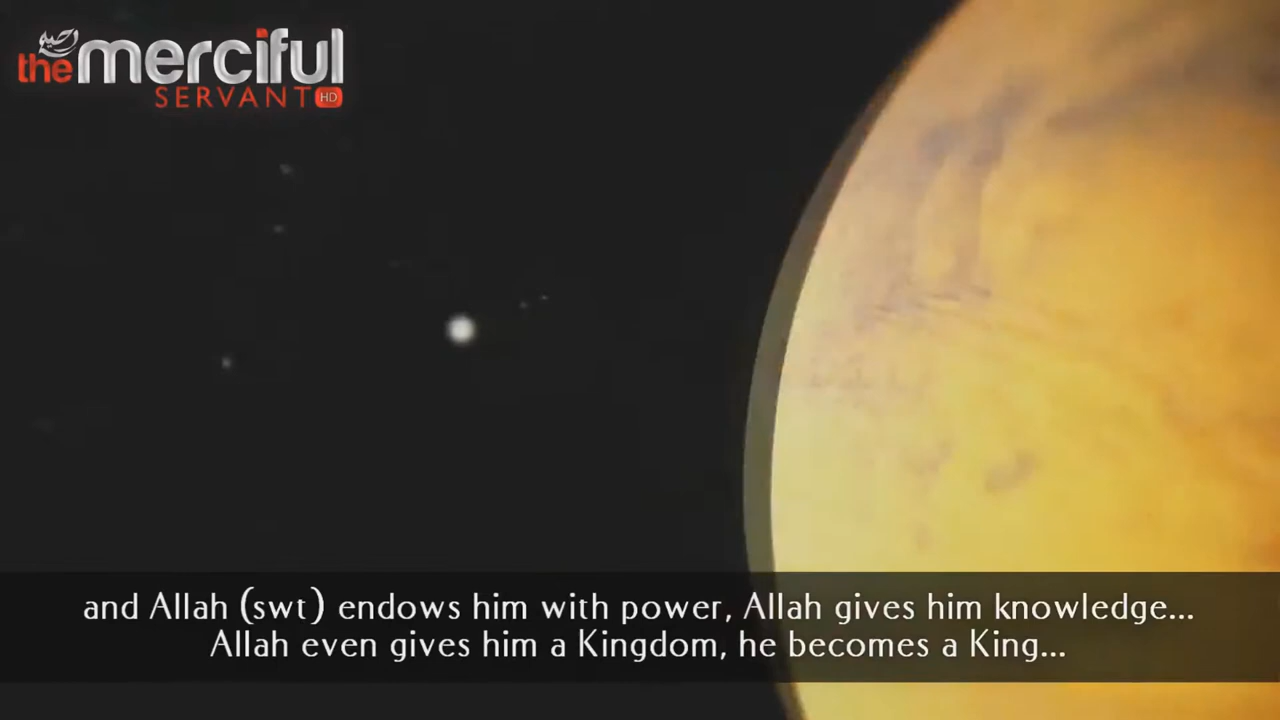 the merciful
SERVANT HD
and Allah (swt) endows him with power, Allah gives him knowledge...
Allah even gives him a Kingdom, he becomes a King...